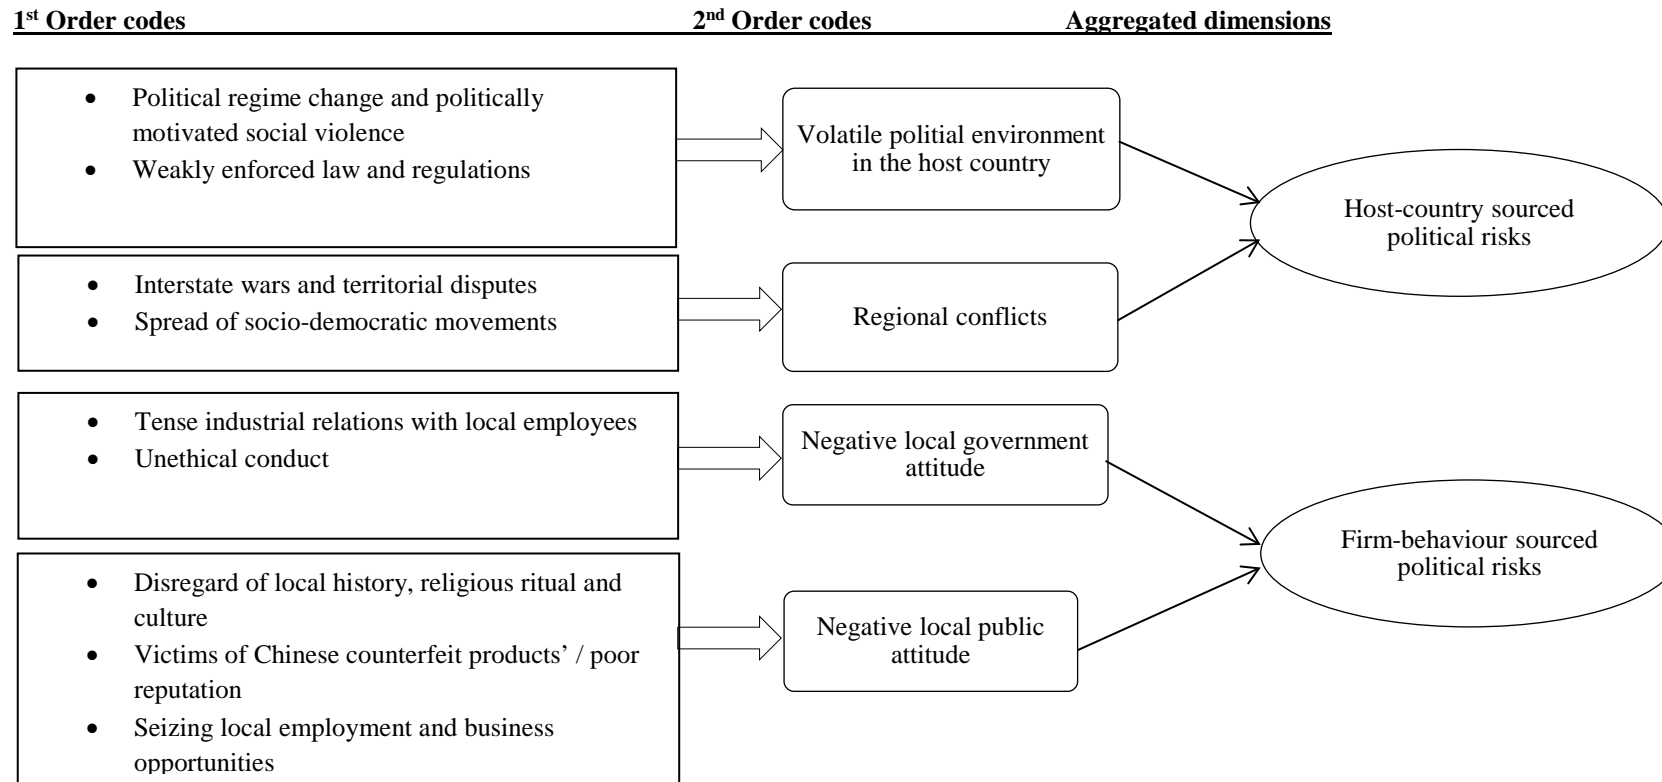 1st Order codes 2nd Order codes Aggregated dimensions
• Political regime change and politically
motivated social violence
• Weakly enforced law and regulations
Volatile politial environment
in the host country
Host-country sourced
political risks
• Interstate wars and territorial disputes
• Spread of socio-democratic movements
Regional conflicts
• Tense industrial relations with local employees
• Unethical conduct
Negative local government
attitude
Firm-behaviour sourced
political risks
• Disregard of local history, religious ritual and
culture
• Victims of Chinese counterfeit products’ / poor
reputation
• Seizing local employment and business
opportunities
Negative local public
attitude